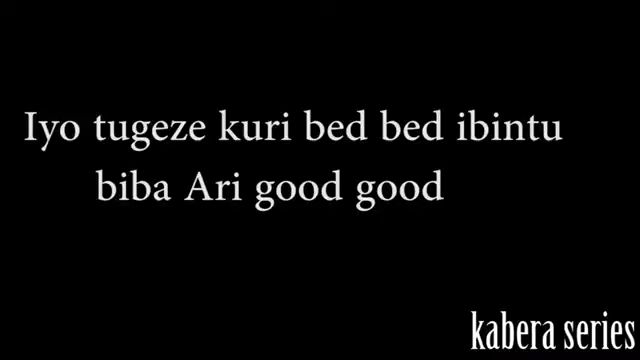 Iyo tugeze kuri bed bed ibintu
biba Ari good good
kabera series